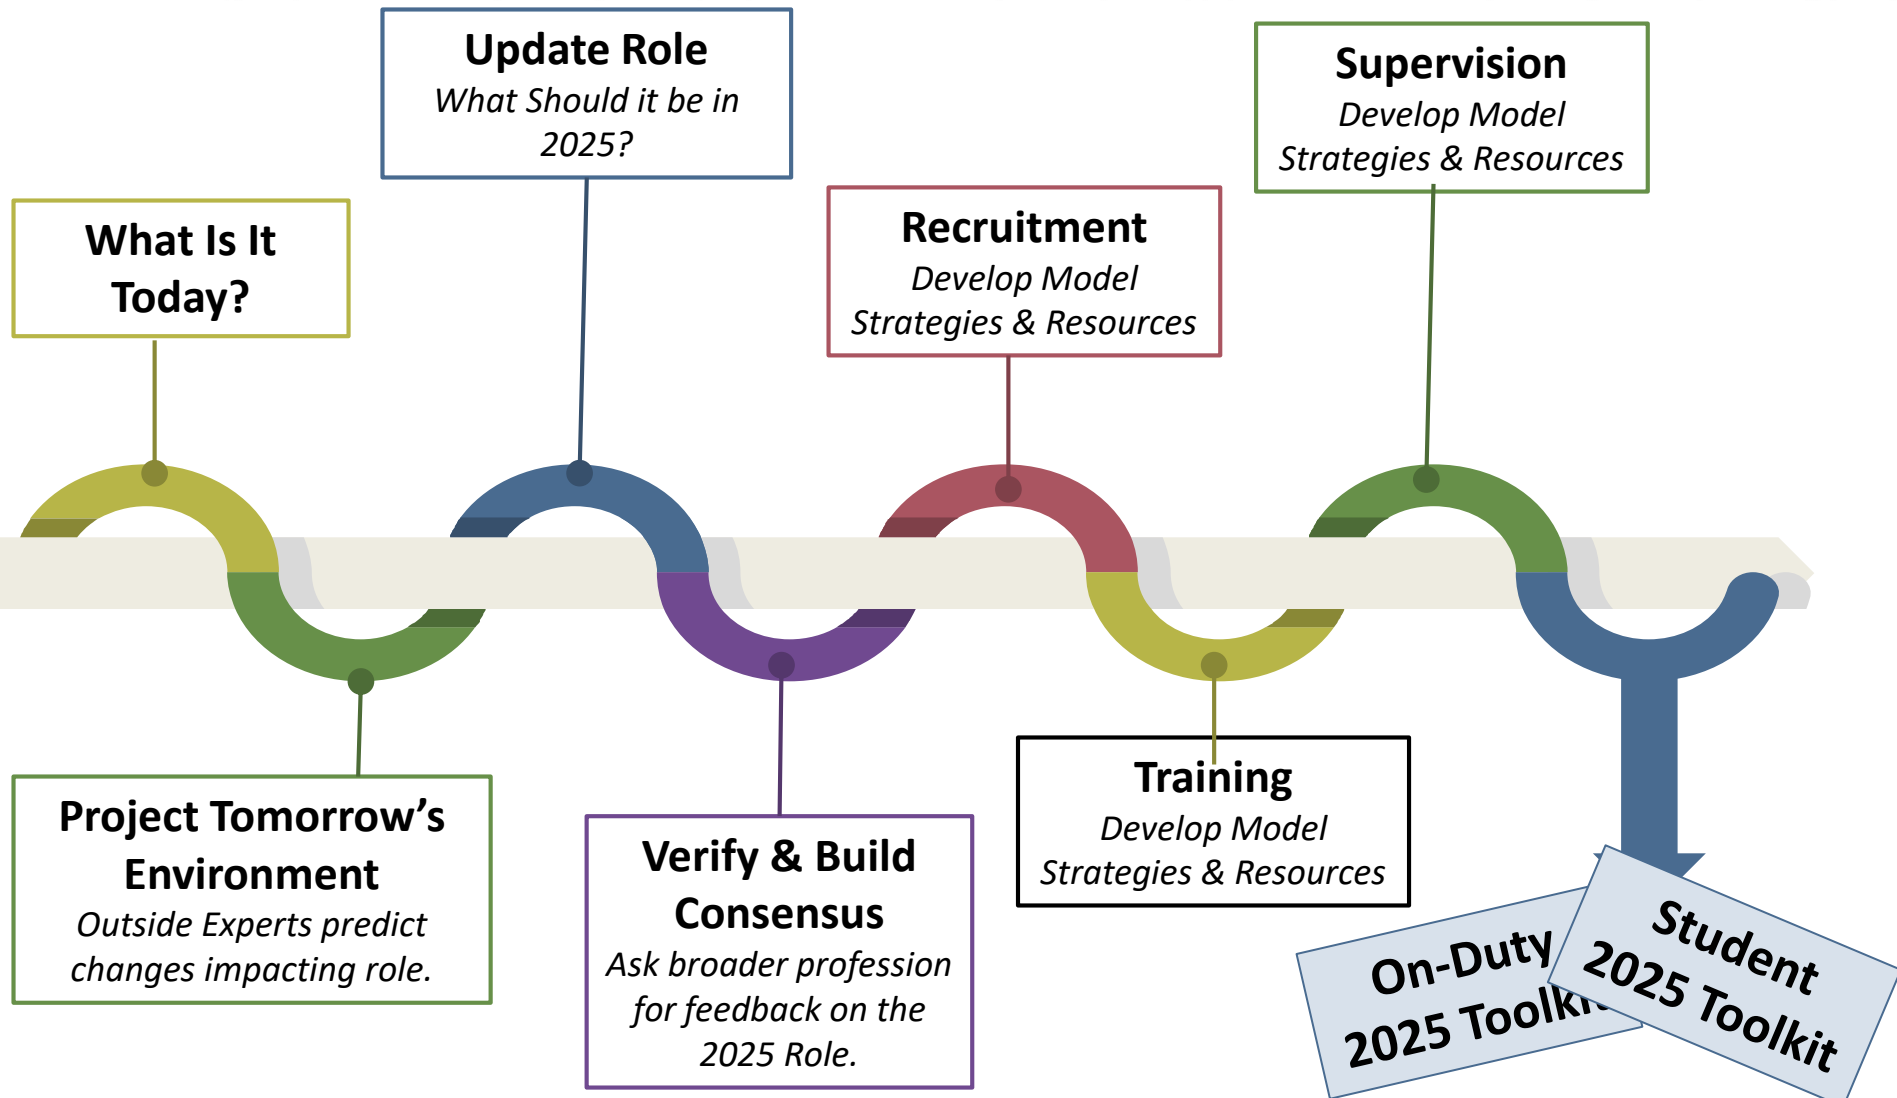 What Is It
Today?
Project Tomorrow’s
Environment
Outside Experts predict
changes impacting role.
Update Role
What Should it be in
2025?
Verify & Build
Consensus
Ask broader profession
for feedback on the
2025 Role.
Recruitment
Develop Model
Strategies & Resources
Training
Develop Model
Strategies & Resources
Supervision
Develop Model
Strategies & Resources
On-Duty
2025 Toolkit
Student
2025 Toolkit